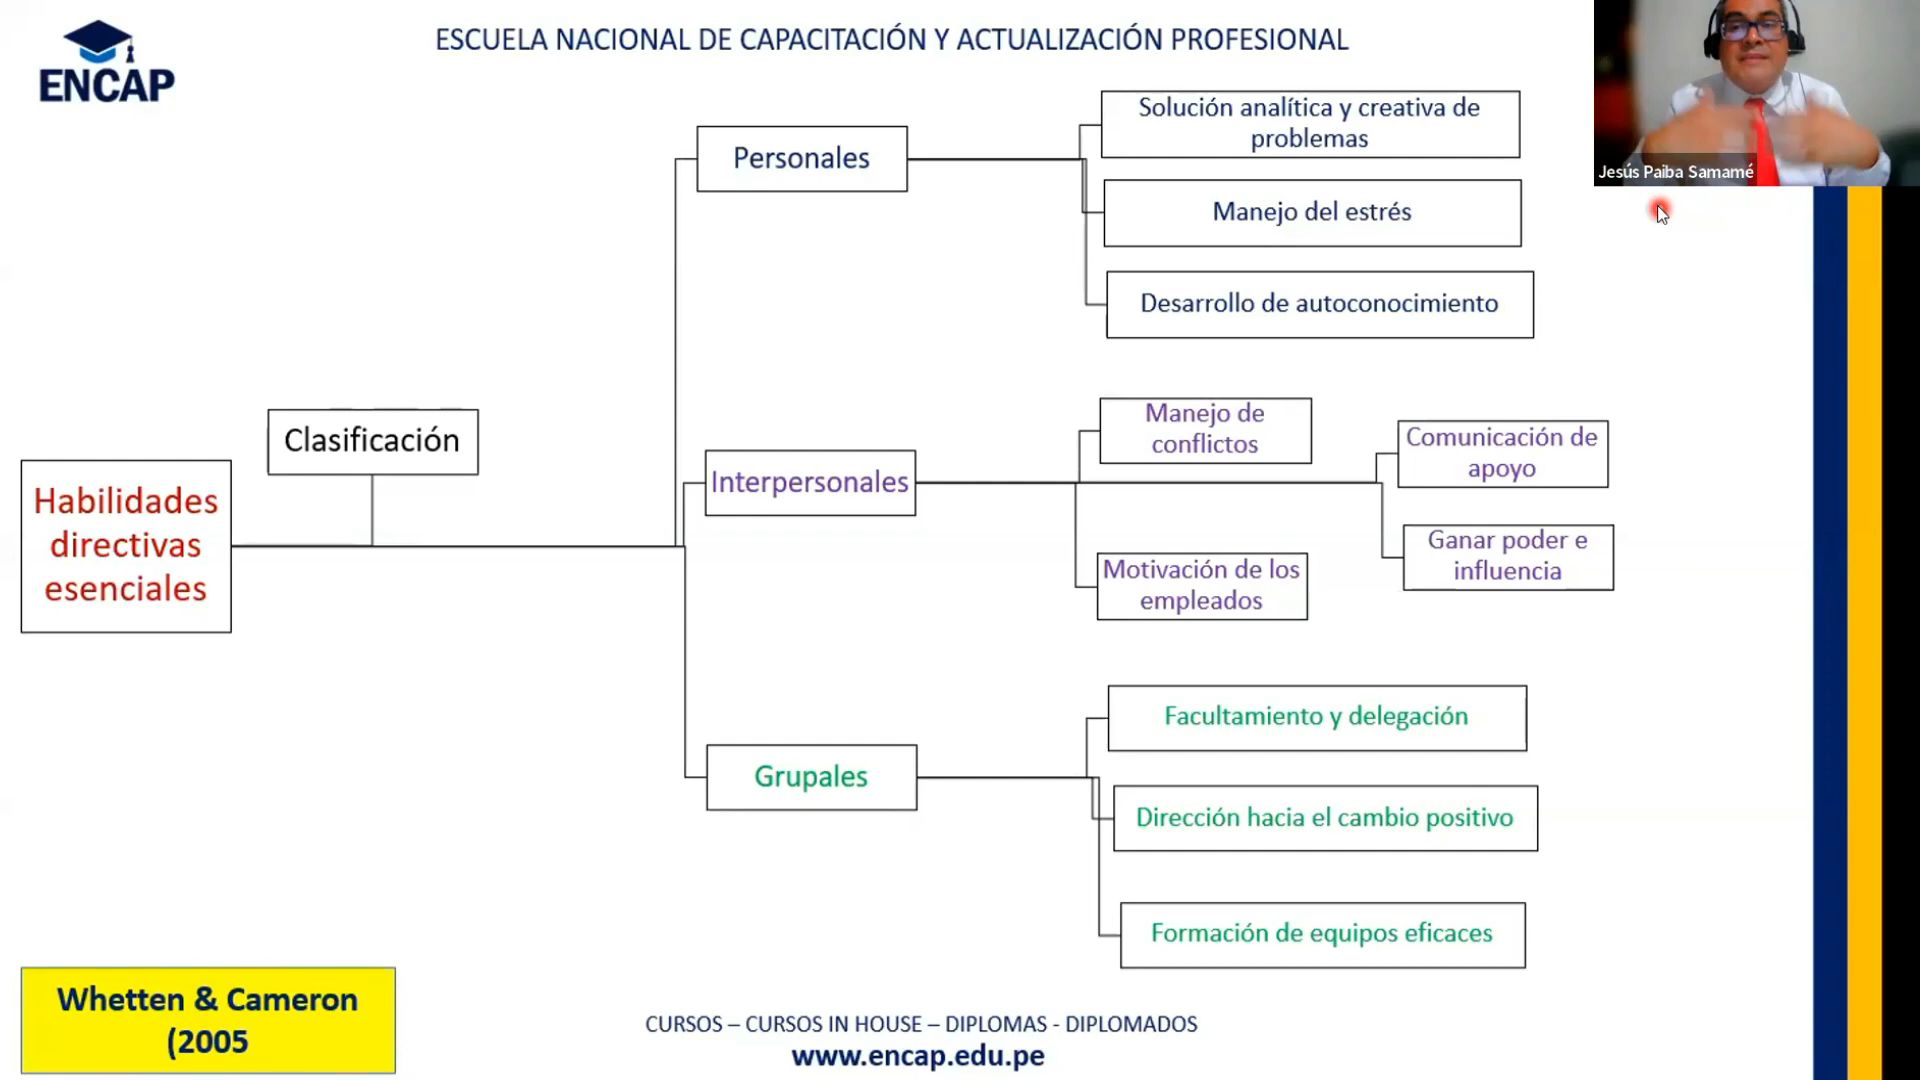 ENCAP
ESCUELA NACIONAL DE CAPACITACIÓN Y ACTUALIZACIÓN PROFESIONAL
Jesús Paiba Samamé
Habilidades
directivas
esenciales
Clasificación
Personales
Solución analítica y creativa de
problemas
Manejo del estrés
Desarrollo de autoconocimiento
Interpersonales
Manejo de
conflictos
Motivación de los
empleados
Comunicación de
apoyo
Ganar poder e
influencia
Grupales
Facultamiento y delegación
Dirección hacia el cambio positivo
Formación de equipos eficaces
Whetten & Cameron
(2005
CURSOS – CURSOS IN HOUSE – DIPLOMAS - DIPLOMADOS
www.encap.edu.pe